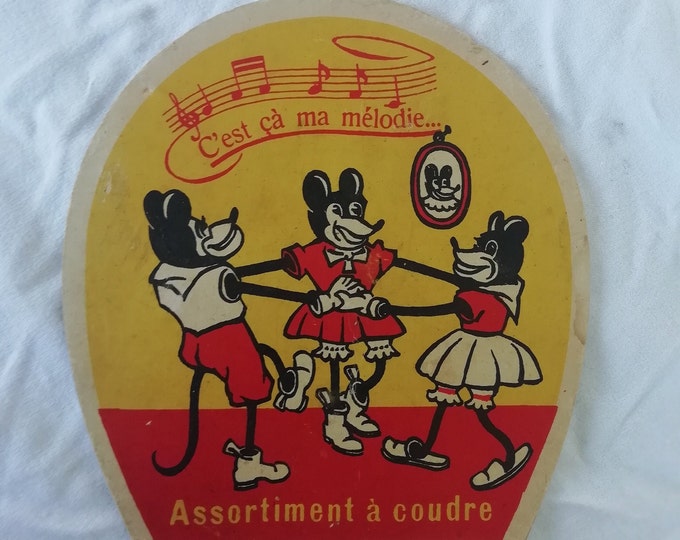 C'est çà ma mélodie...
Assortiment à coudre